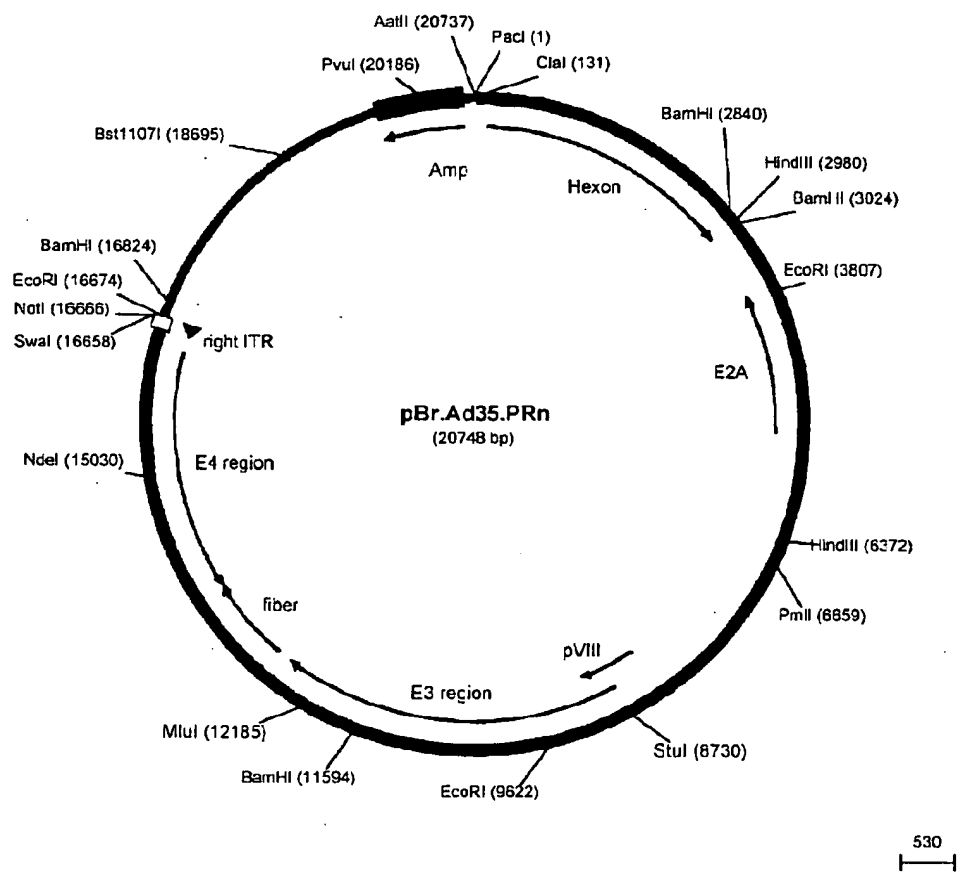 AatII (20737)
PacI (1)
ClaI (131)
PvuI (20186)
BamHI (2840)
Bst1107I (18695)
HindIII (2980)
BamHI (3024)
Amp
Hexon
BamHI (16824)
EcoRI (3807)
EcoRI (16674)
NotI (16666)
SwaI (16658)
right ITR
E2A
pBr.Ad35.PRn
(20748 bp)
NdeI (15030)
E4 region
HindIII (6372)
fiber
PmlI (6859)
pVIII
E3 region
MluI (12185)
StuI (8730)
BamHI (11594)
EcoRI (9622)
530